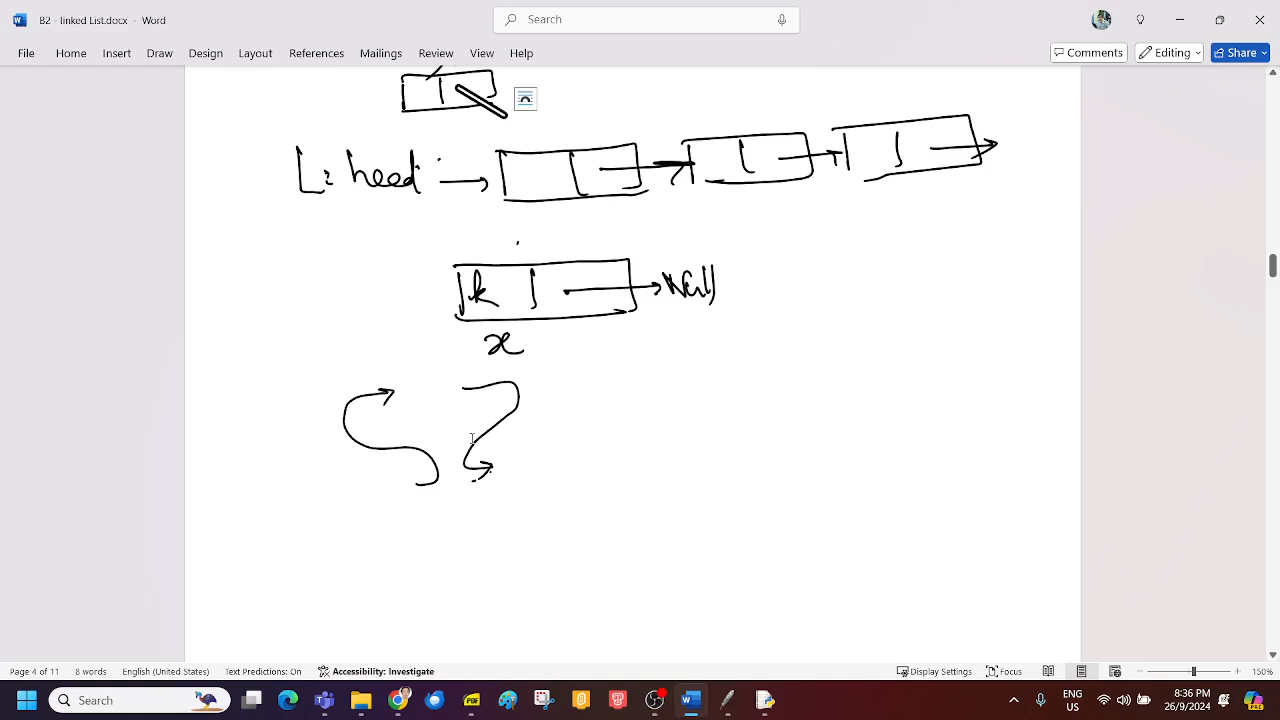 B2 - linked List.docx - Word
Search
File Home Insert Draw Design Layout References Mailings Review View Help
Comments Editing Share
L: head
k
Null
x
Page 4 of 11 8 words English (United States) Text Predictions: On Accessibility: Investigate Display Settings Focus 150%
Search
ENG
US
8:36 PM
26/9/2024